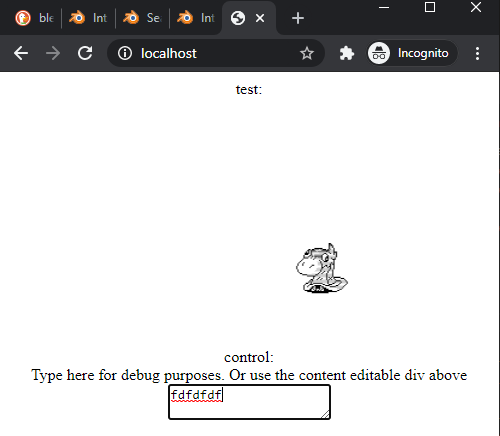 ble
Int
Se
Int
localhost
Incognito
test:
control:
Type here for debug purposes. Or use the content editable div above
fdfdfdf